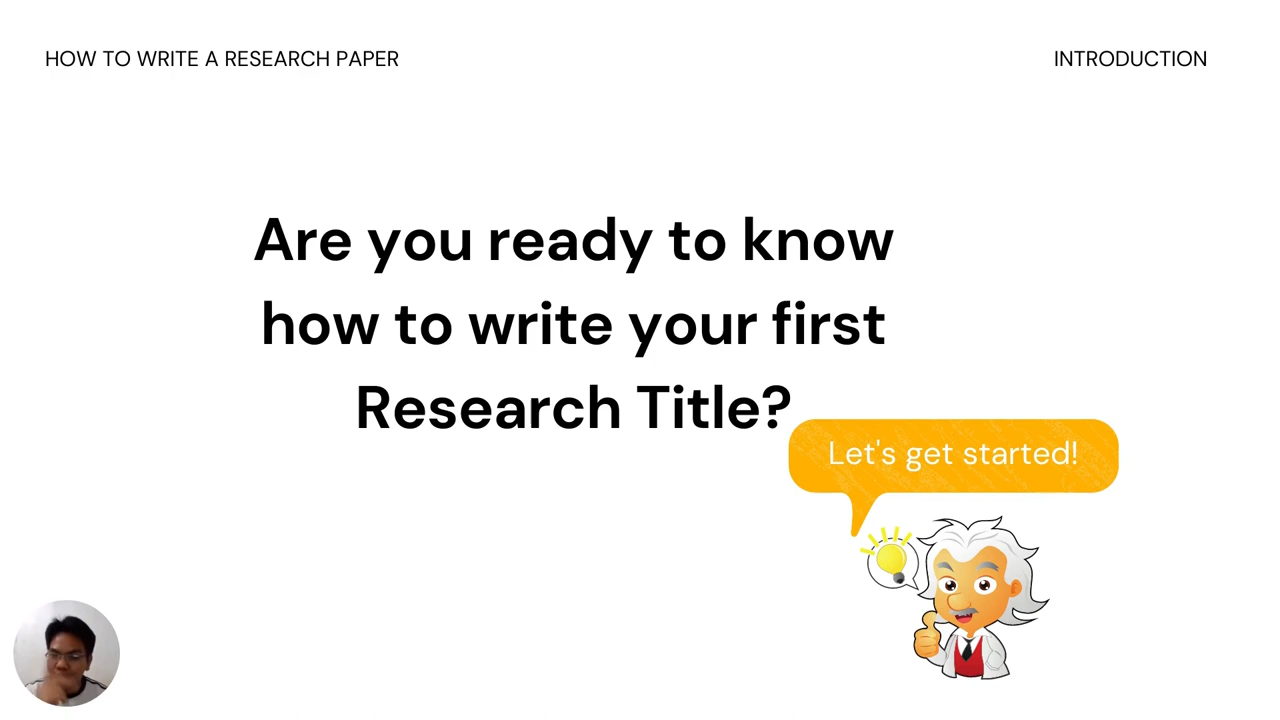 HOW TO WRITE A RESEARCH PAPER
INTRODUCTION
Are you ready to know
how to write your first
Research Title?
Let's get started!